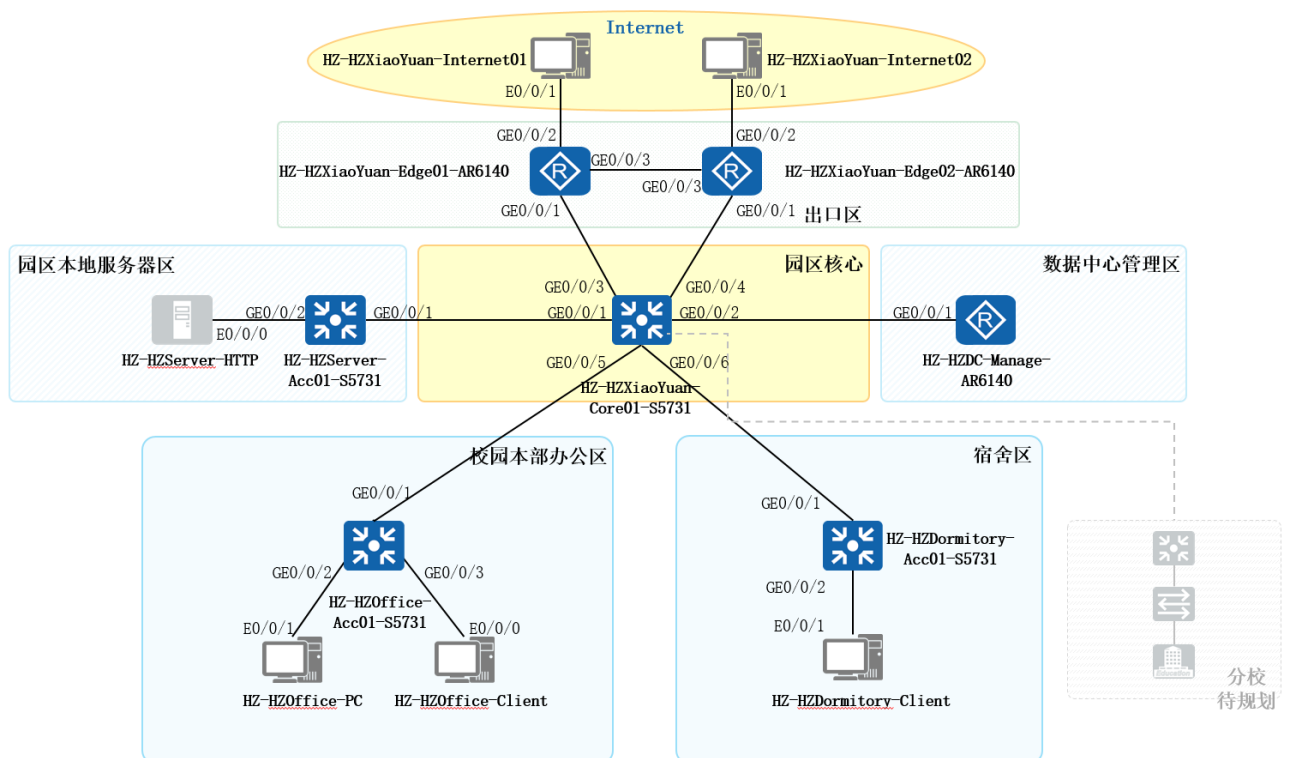 Internet
HZ-HZXiaoYuan-Internet01
HZ-HZXiaoYuan-Internet02
E0/0/1
E0/0/1
GE0/0/2
GE0/0/2
HZ-HZXiaoYuan-Edge01-AR6140
GE0/0/3
GE0/0/3
HZ-HZXiaoYuan-Edge02-AR6140
GE0/0/1
GE0/0/1
出口区
园区本地服务器区
园区核心
数据中心管理区
GE0/0/3
GE0/0/4
GE0/0/2
GE0/0/1
GE0/0/1
GE0/0/2
GE0/0/1
E0/0/0
HZ-HZServer-HTTP
HZ-HZServer-
Acc01-S5731
GE0/0/5
GE0/0/6
HZ-HZXiaoYuan-
Core01-S5731
HZ-HZDC-Manage-
AR6140
校园本部办公区
宿舍区
GE0/0/1
GE0/0/1
GE0/0/2
GE0/0/3
HZ-HZOffice-
Acc01-S5731
HZ-HZDormitory-
Acc01-S5731
GE0/0/2
E0/0/1
E0/0/0
E0/0/1
HZ-HZOffice-PC
HZ-HZOffice-Client
HZ-HZDormitory-Client
Education
分校
待规划